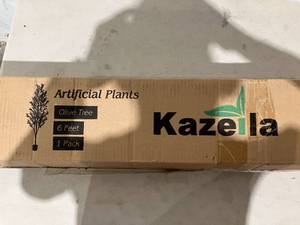 Artificial Plants
Olive Tree
6 Feet
1 Pack
Kazeila